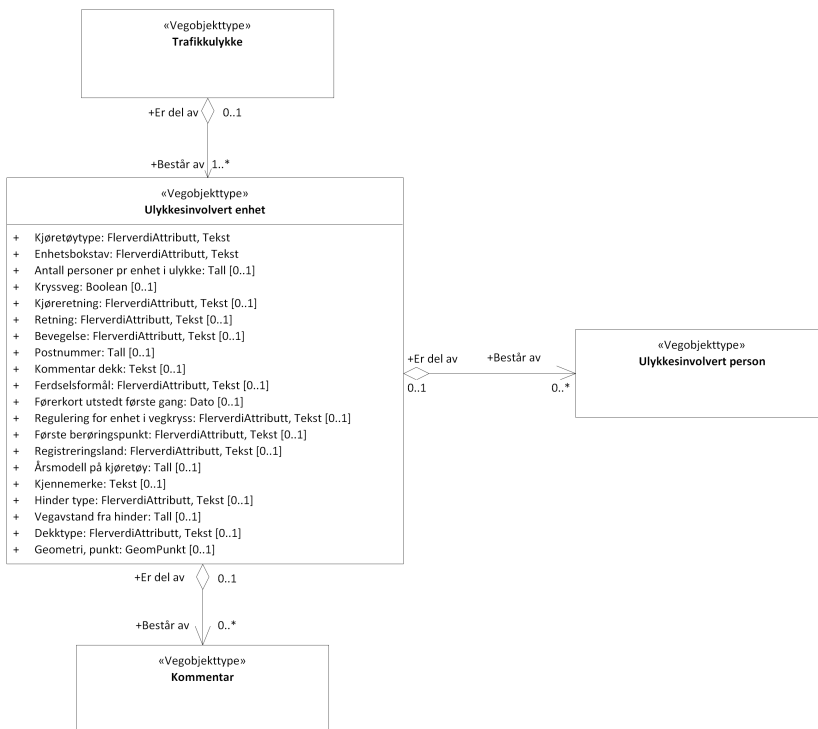 «Vegobjekttype»
Trafikkulykke
+Er del av 0..1
+Består av 1..*
«Vegobjekttype»
Ulykkesinvolvert enhet
+ Kjøretøytype: FlerverdiAttributt, Tekst
+ Enhetsbokstav: FlerverdiAttributt, Tekst
+ Antall personer pr enhet i ulykke: Tall [0..1]
+ Kryssveg: Boolean [0..1]
+ Kjøreretning: FlerverdiAttributt, Tekst [0..1]
+ Retning: FlerverdiAttributt, Tekst [0..1]
+ Bevegelse: FlerverdiAttributt, Tekst [0..1]
+ Postnummer: Tall [0..1]
+ Kommentar dekk: Tekst [0..1]
+ Ferdselsformål: FlerverdiAttributt, Tekst [0..1]
+ Førerkort utstedt første gang: Dato [0..1]
+ Regulering for enhet i vegkryss: FlerverdiAttributt, Tekst [0..1]
+ Første berøringspunkt: FlerverdiAttributt, Tekst [0..1]
+ Registreringsland: FlerverdiAttributt, Tekst [0..1]
+ Årsmodell på kjøretøy: Tall [0..1]
+ Kjennemerke: Tekst [0..1]
+ Hinder type: FlerverdiAttributt, Tekst [0..1]
+ Vegavstand fra hinder: Tall [0..1]
+ Dekktype: FlerverdiAttributt, Tekst [0..1]
+ Geometri, punkt: GeomPunkt [0..1]
+Er del av +Består av
0..1 0..*
«Vegobjekttype»
Ulykkesinvolvert person
+Er del av 0..1
+Består av 0..*
«Vegobjekttype»
Kommentar